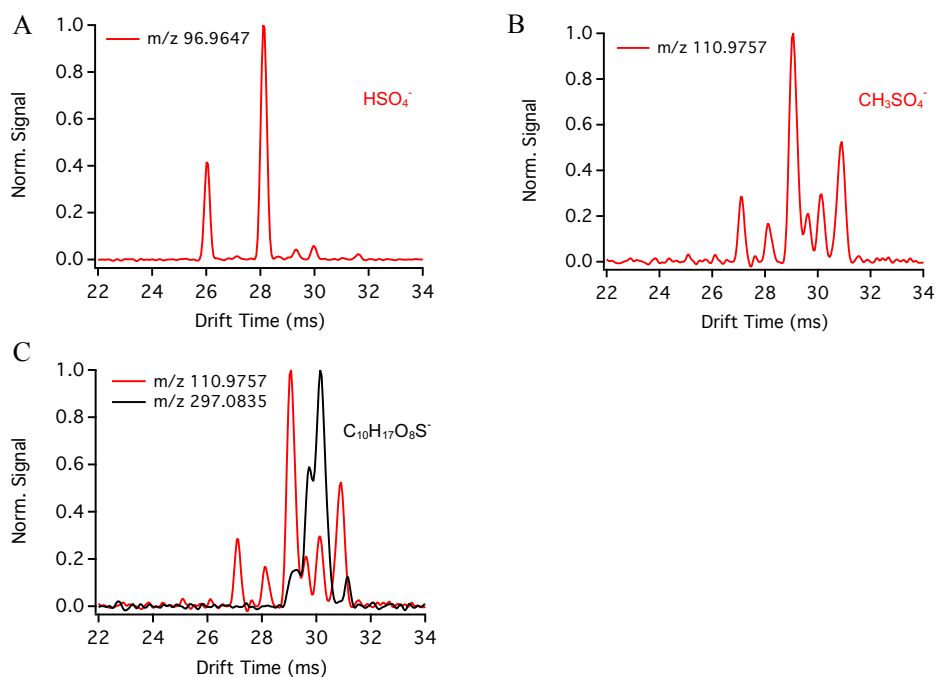 A
m/z 96.9647
HSO₄⁻
Norm. Signal
1.0
0.8
0.6
0.4
0.2
0.0
22 24 26 28 30 32 34
Drift Time (ms)
B
m/z 110.9757
CH₃SO₄⁻
Norm. Signal
1.0
0.8
0.6
0.4
0.2
0.0
22 24 26 28 30 32 34
Drift Time (ms)
C
m/z 110.9757
m/z 297.0835
C₁₀H₁₇O₈S⁻
Norm. Signal
1.0
0.8
0.6
0.4
0.2
0.0
22 24 26 28 30 32 34
Drift Time (ms)